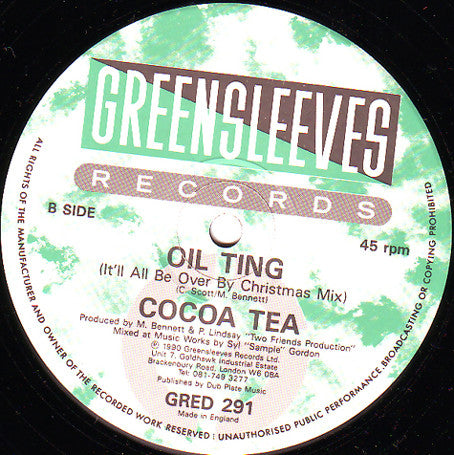 GREENSLEEVES
RECORDS
B SIDE
45 rpm
OIL TING
(It'll All Be Over By Christmas Mix)
(C. Scott/M. Bennett)
COCOA TEA
Produced by M. Bennett & P. Lindsay "Two Friends Production"
Mixed at Music Works by Syl "Sample" Gordon
℗ 1990 Greensleeves Records Ltd.
Unit 7, Goldhawk Industrial Estate
Brackenbury Road, London W6 0BA
Tel: 081-749 3277
Published by Dub Plate Music
GRED 291
Made in England
ALL RIGHTS OF THE MANUFACTURER AND OWNER OF THE RECORDED WORK RESERVED : UNAUTHORISED PUBLIC PERFORMANCE, BROADCASTING OR COPYING PROHIBITED